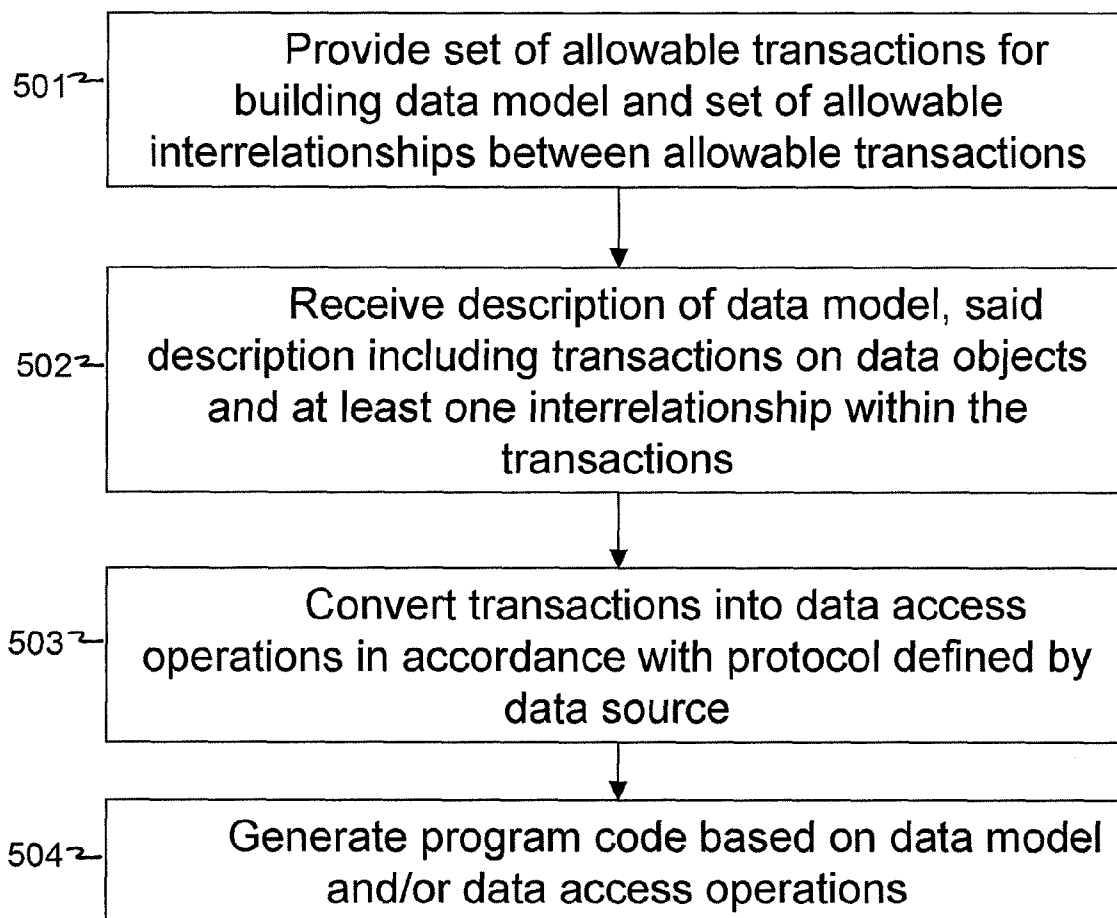 Provide set of allowable transactions for
501 building data model and set of allowable
interrelationships between allowable transactions
Receive description of data model, said
502 description including transactions on data objects
and at least one interrelationship within the
transactions
Convert transactions into data access
503 operations in accordance with protocol defined by
data source
Generate program code based on data model
504 and/or data access operations